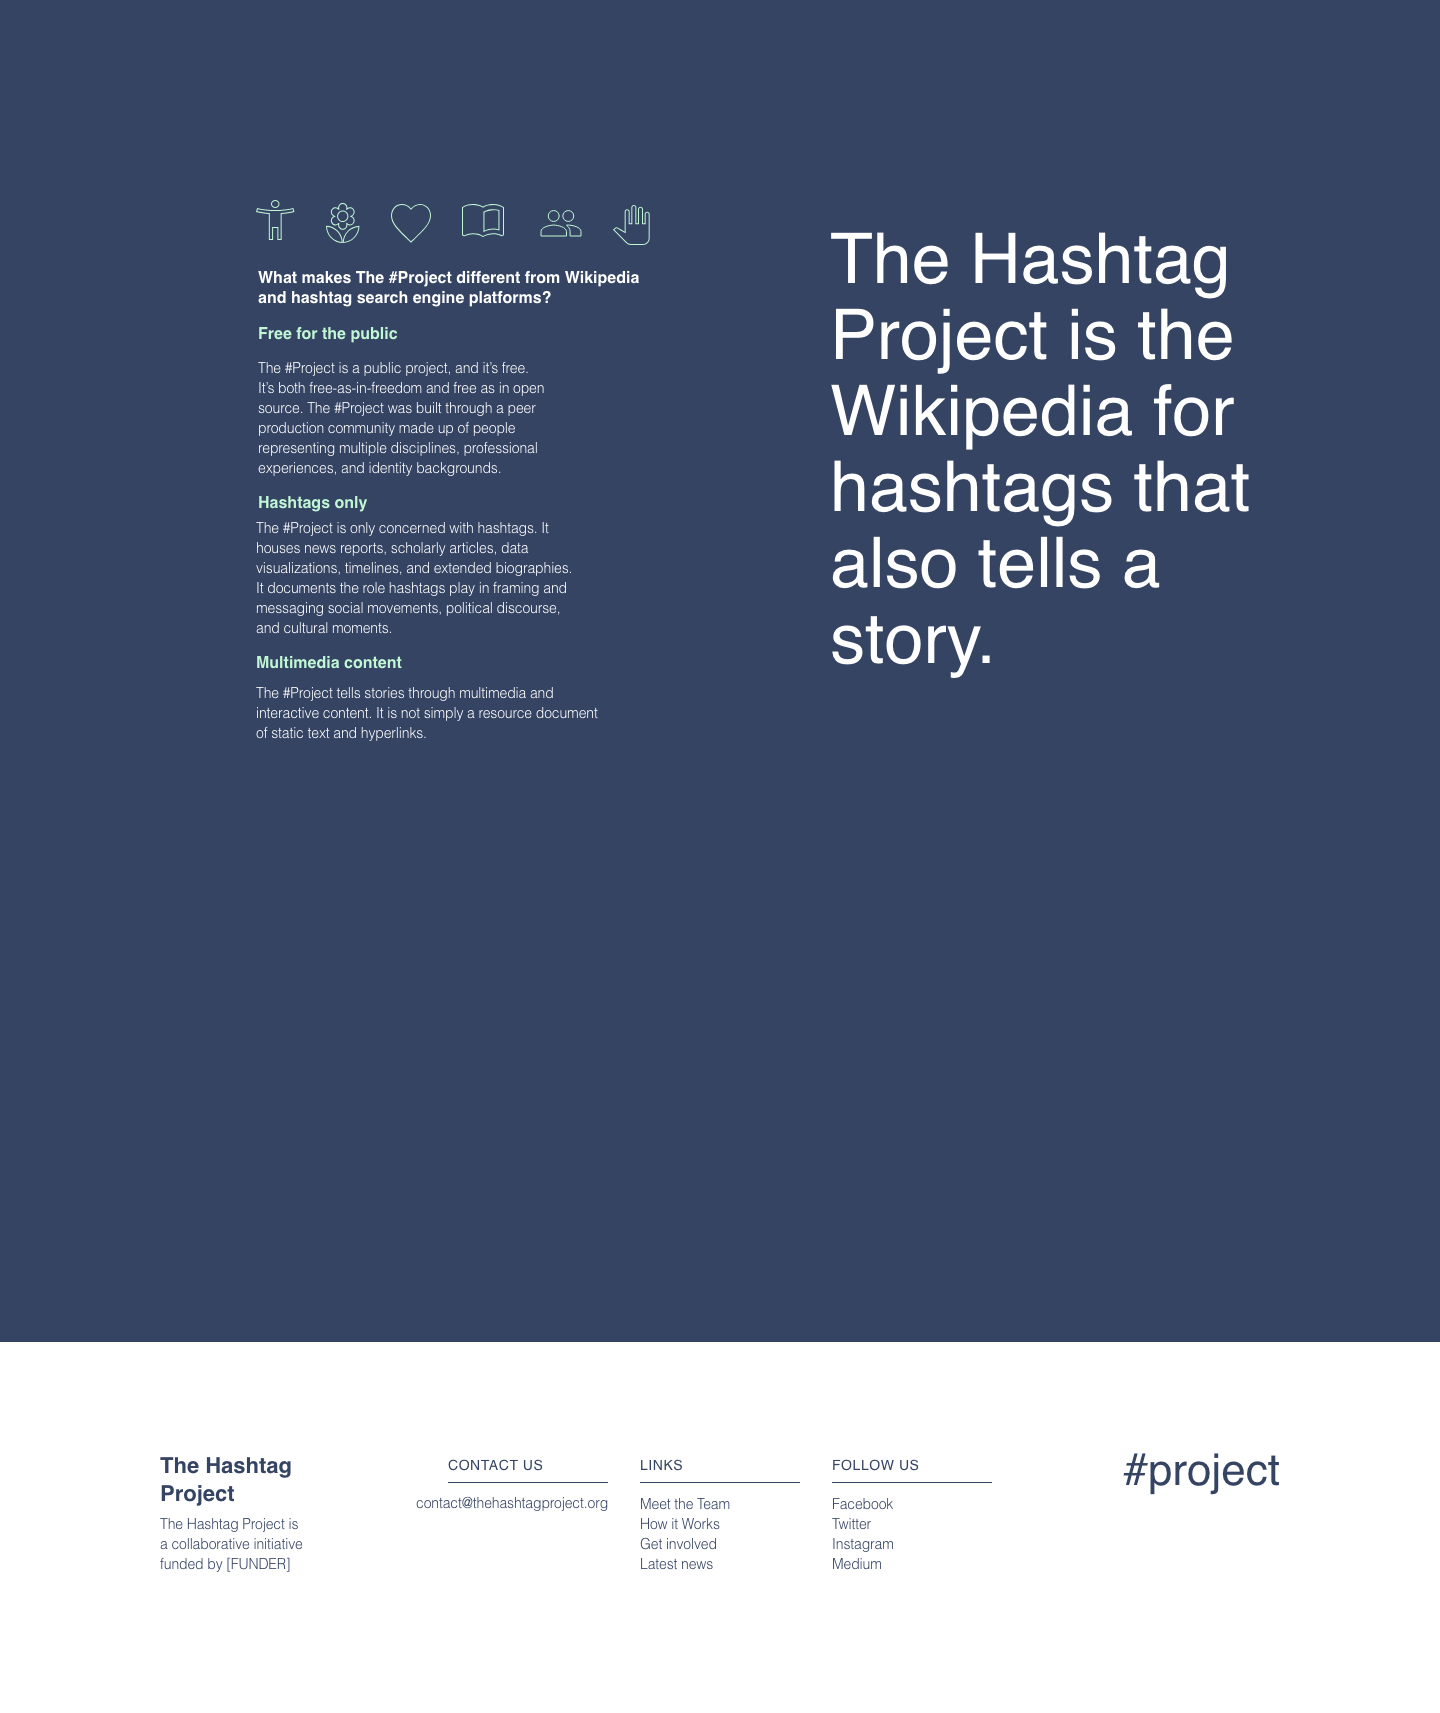 What makes The #Project different from Wikipedia
and hashtag search engine platforms?
Free for the public
The #Project is a public project, and it’s free.
It’s both free-as-in-freedom and free as in open
source. The #Project was built through a peer
production community made up of people
representing multiple disciplines, professional
experiences, and identity backgrounds.
Hashtags only
The #Project is only concerned with hashtags. It
houses news reports, scholarly articles, data
visualizations, timelines, and extended biographies.
It documents the role hashtags play in framing and
messaging social movements, political discourse,
and cultural moments.
Multimedia content
The #Project tells stories through multimedia and
interactive content. It is not simply a resource document
of static text and hyperlinks.
The Hashtag
Project is the
Wikipedia for
hashtags that
also tells a
story.
The Hashtag
Project
The Hashtag Project is
a collaborative initiative
funded by [FUNDER]
CONTACT US
contact@thehashtagproject.org
LINKS
Meet the Team
How it Works
Get involved
Latest news
FOLLOW US
Facebook
Twitter
Instagram
Medium
#project